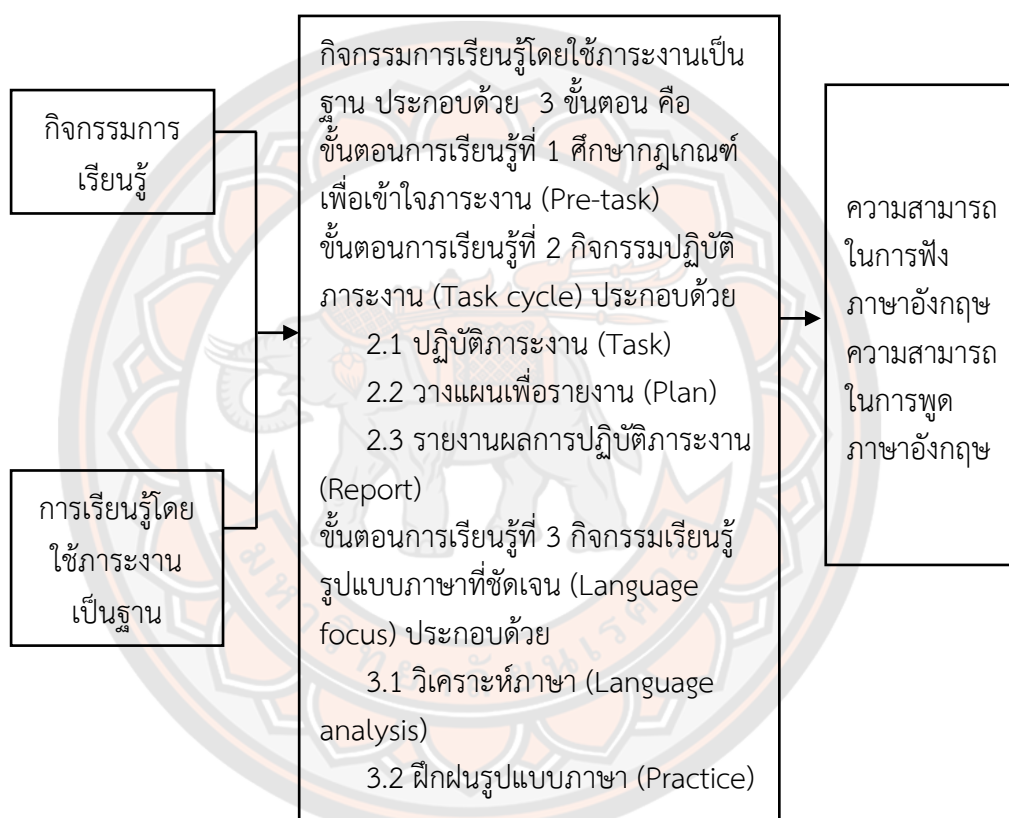 กิจกรรมการ
เรียนรู้
การเรียนรู้โดย
ใช้ภาระงาน
เป็นฐาน
กิจกรรมการเรียนรู้โดยใช้ภาระงานเป็น
ฐาน ประกอบด้วย 3 ขั้นตอน คือ
ขั้นตอนการเรียนรู้ที่ 1 ศึกษากฎเกณฑ์
เพื่อเข้าใจภาระงาน (Pre-task)
ขั้นตอนการเรียนรู้ที่ 2 กิจกรรมปฏิบัติ
ภาระงาน (Task cycle) ประกอบด้วย
2.1 ปฏิบัติภาระงาน (Task)
2.2 วางแผนเพื่อรายงาน (Plan)
2.3 รายงานผลการปฏิบัติภาระงาน
(Report)
ขั้นตอนการเรียนรู้ที่ 3 กิจกรรมเรียนรู้
รูปแบบภาษาที่ชัดเจน (Language
focus) ประกอบด้วย
3.1 วิเคราะห์ภาษา (Language
analysis)
3.2 ฝึกฝนรูปแบบภาษา (Practice)
ความสามารถ
ในการฟัง
ภาษาอังกฤษ
ความสามารถ
ในการพูด
ภาษาอังกฤษ
มหาวิทยาลัยนเรศวร